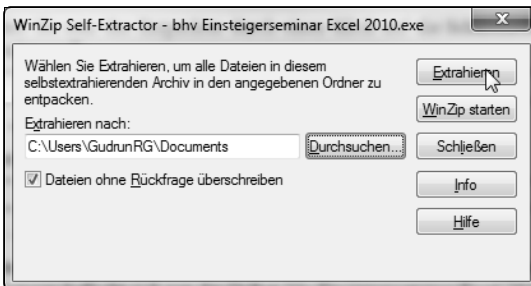 WinZip Self-Extractor - bhv Einsteigerseminar Excel 2010.exe
Wählen Sie Extrahieren, um alle Dateien in diesem
selbstextrahierenden Archiv in den angegebenen Ordner zu
entpacken.
Extrahieren nach:
C:\Users\GudrunRG\Documents
Durchsuchen...
Dateien ohne Rückfrage überschreiben
Extrahieren
WinZip starten
Schließen
Info
Hilfe